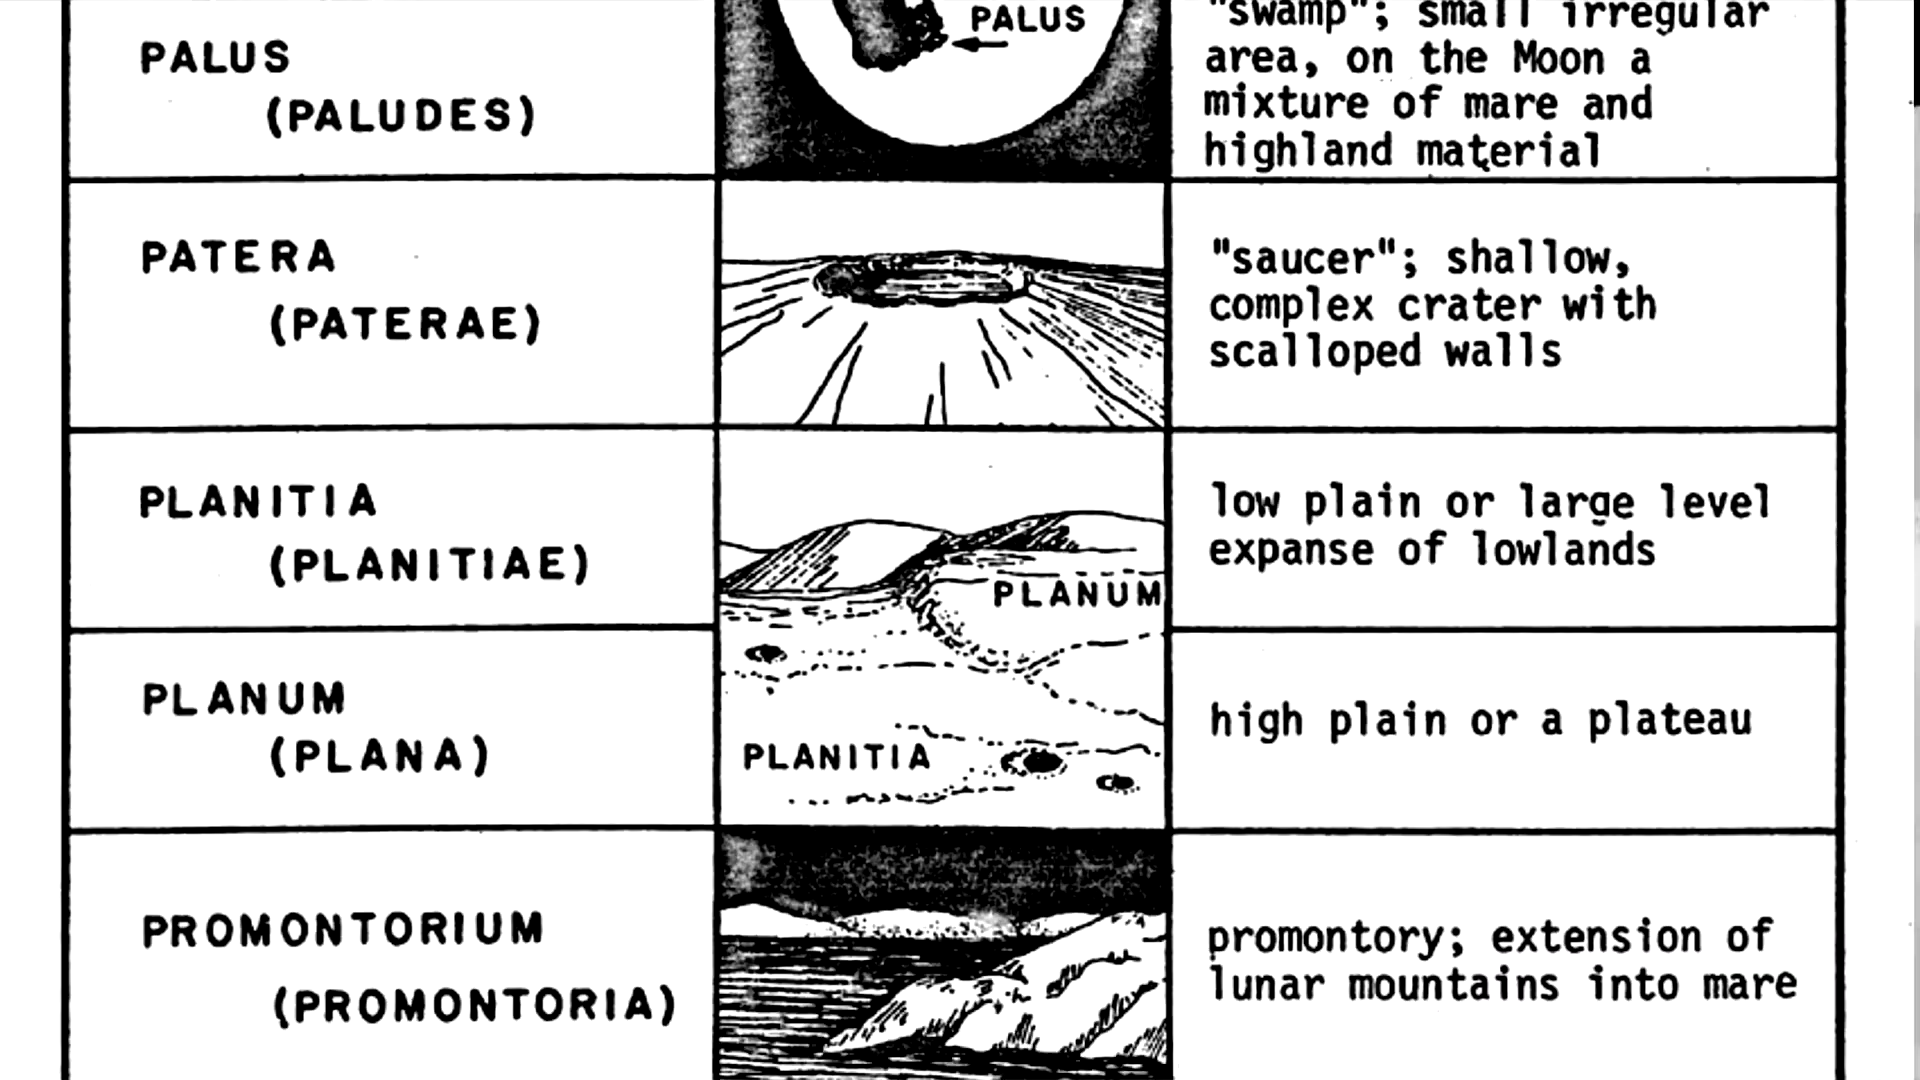 PALUS
(PALUDES)
PALUS
"swamp"; small irregular
area, on the Moon a
mixture of mare and
highland material
PATERA
(PATERAE)
"saucer"; shallow,
complex crater with
scalloped walls
PLANITIA
(PLANITIAE)
low plain or large level
expanse of lowlands
PLANUM
PLANITIA
PLANUM
(PLANA)
high plain or a plateau
PROMONTORIUM
(PROMONTORIA)
promontory; extension of
lunar mountains into mare